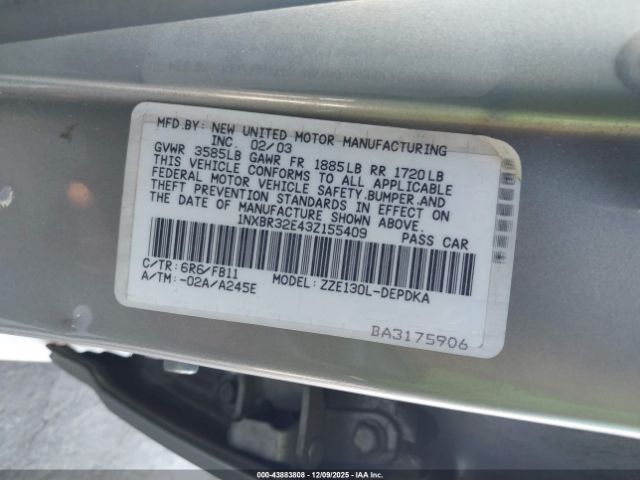 MFD.BY: NEW UNITED MOTOR MANUFACTURING
INC. 02/03
GVWR 3585LB GAWR FR 1885LB RR 1720LB
THIS VEHICLE CONFORMS TO ALL APPLICABLE
FEDERAL MOTOR VEHICLE SAFETY.BUMPER.AND
THEFT PREVENTION STANDARDS IN EFFECT ON
THE DATE OF MANUFACTURE SHOWN ABOVE.
1NXBR32E43Z155409 PASS CAR
C/TR: 6R6/FB11 MODEL: ZZE130L-DEPDKA
A/TM: -02A/A245E
BA3175906
000-43883808 - 12/09/2025 - IAA, Inc.